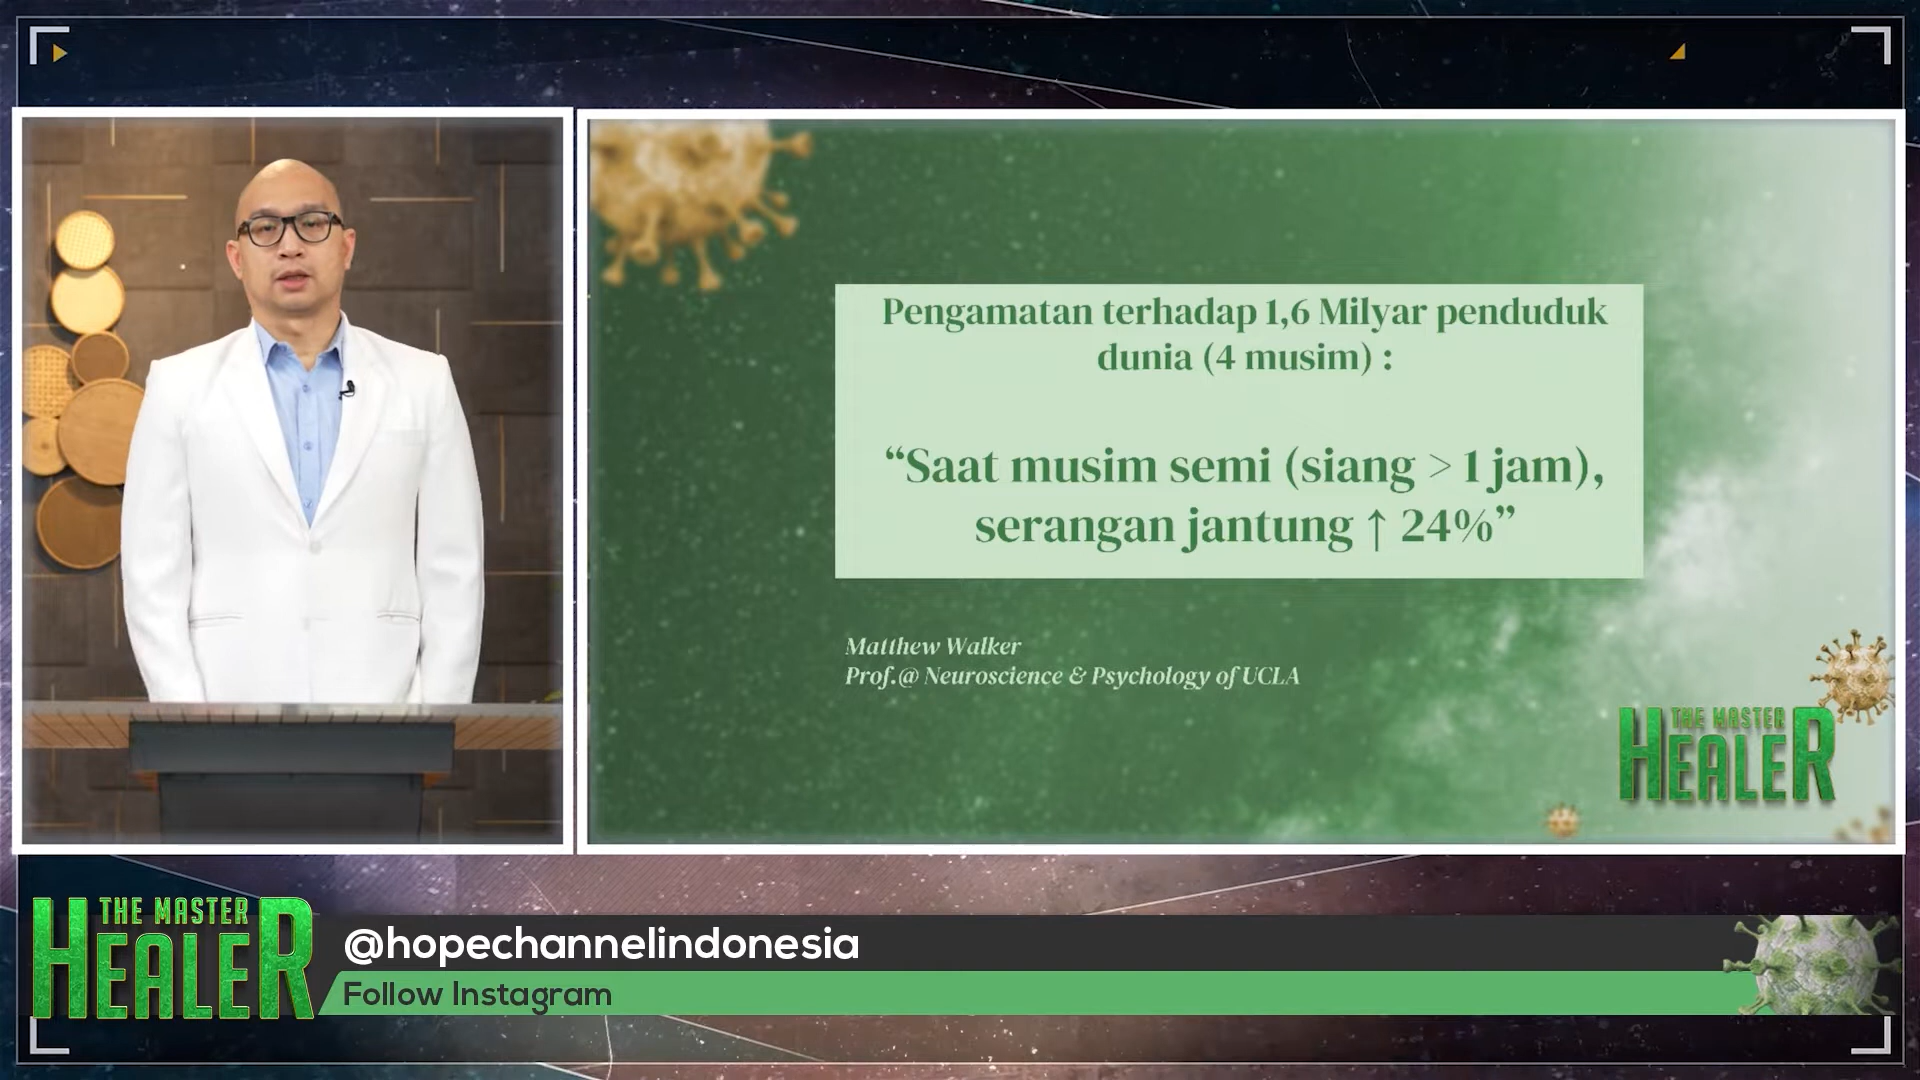 Pengamatan terhadap 1,6 Milyar penduduk
dunia (4 musim) :
“Saat musim semi (siang > 1 jam),
serangan jantung ↑ 24%”
Matthew Walker
Prof.@ Neuroscience & Psychology of UCLA
THE MASTER
HEALER
THE MASTER
HEALER
@hopechannelindonesia
Follow Instagram